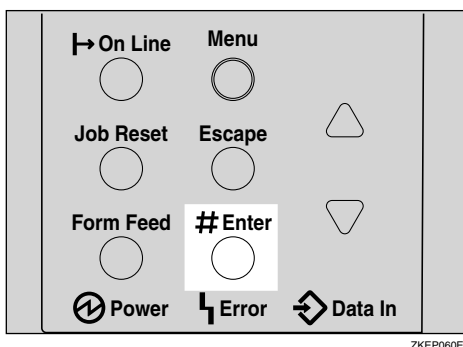 On Line Menu
Job Reset Escape
Form Feed # Enter
Power Error Data In
ZKEP060E